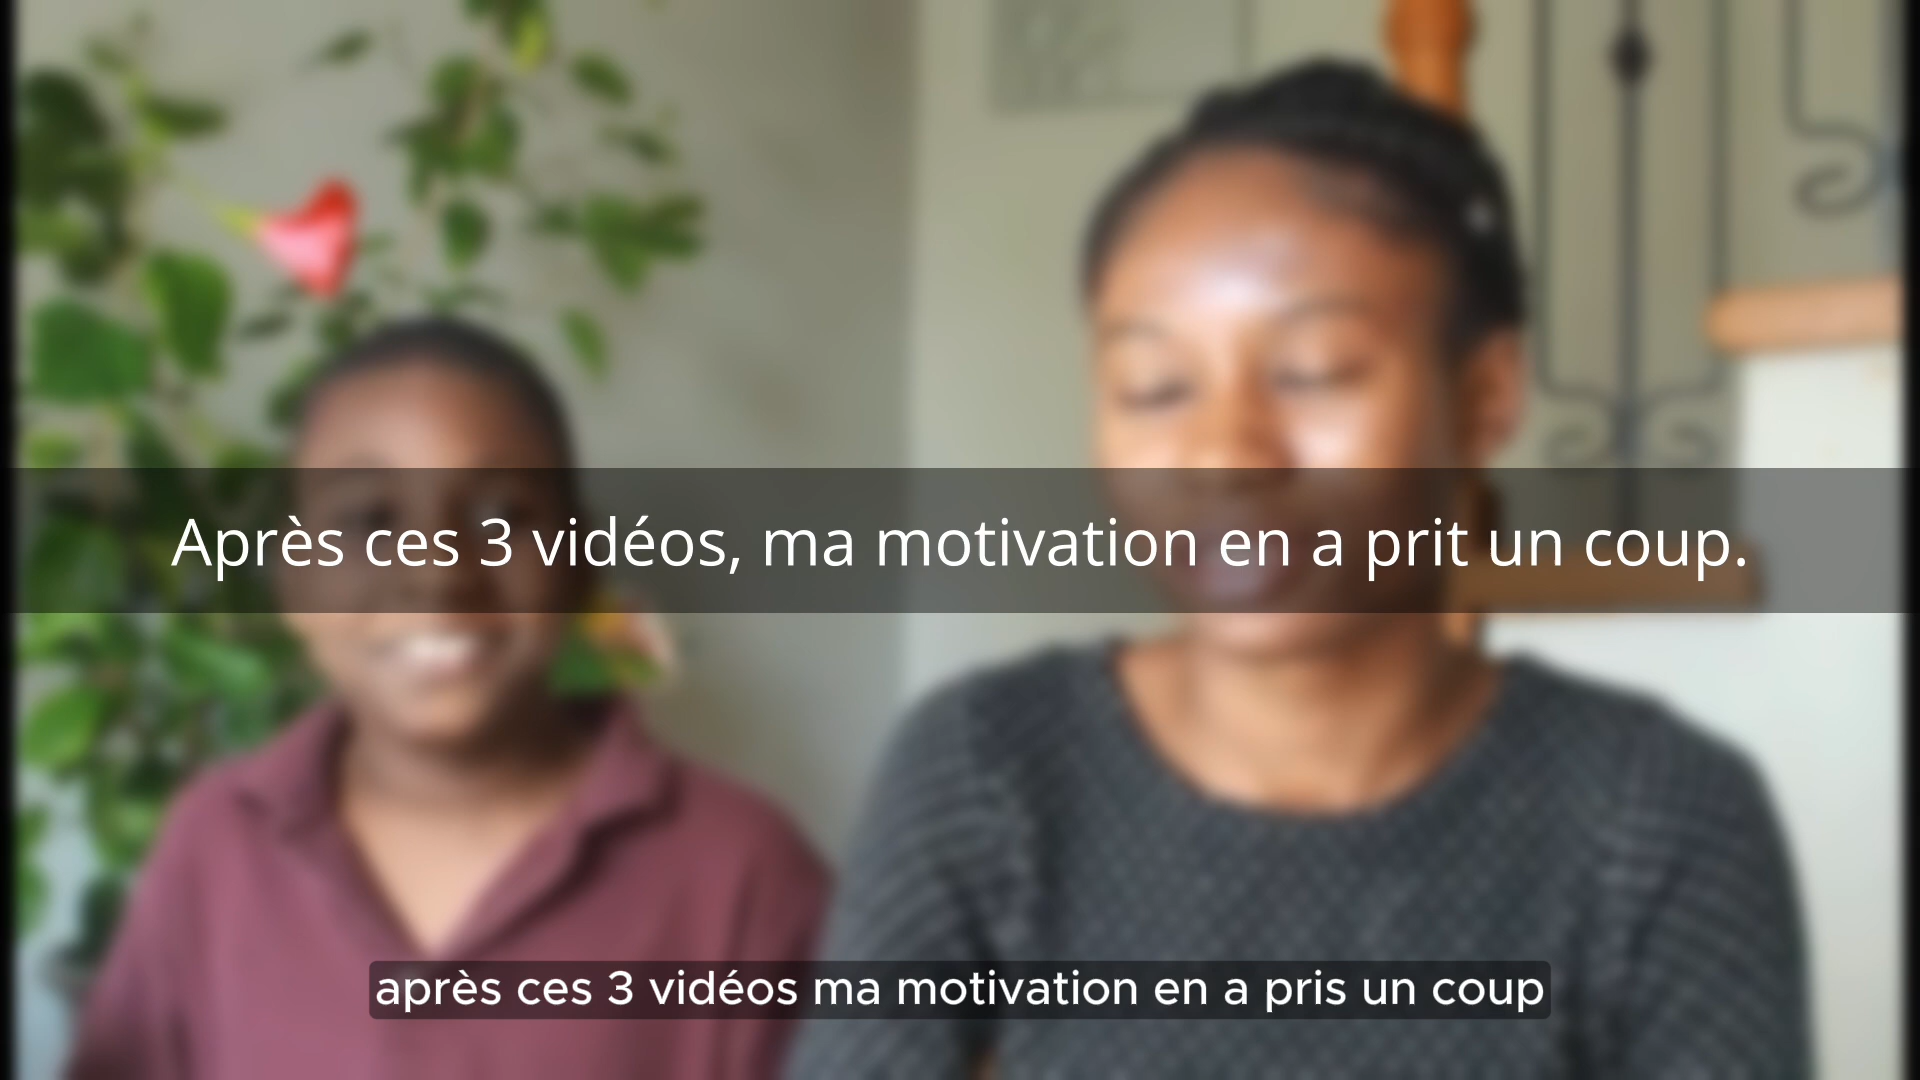 Après ces 3 vidéos, ma motivation en a prit un coup.
après ces 3 vidéos ma motivation en a pris un coup